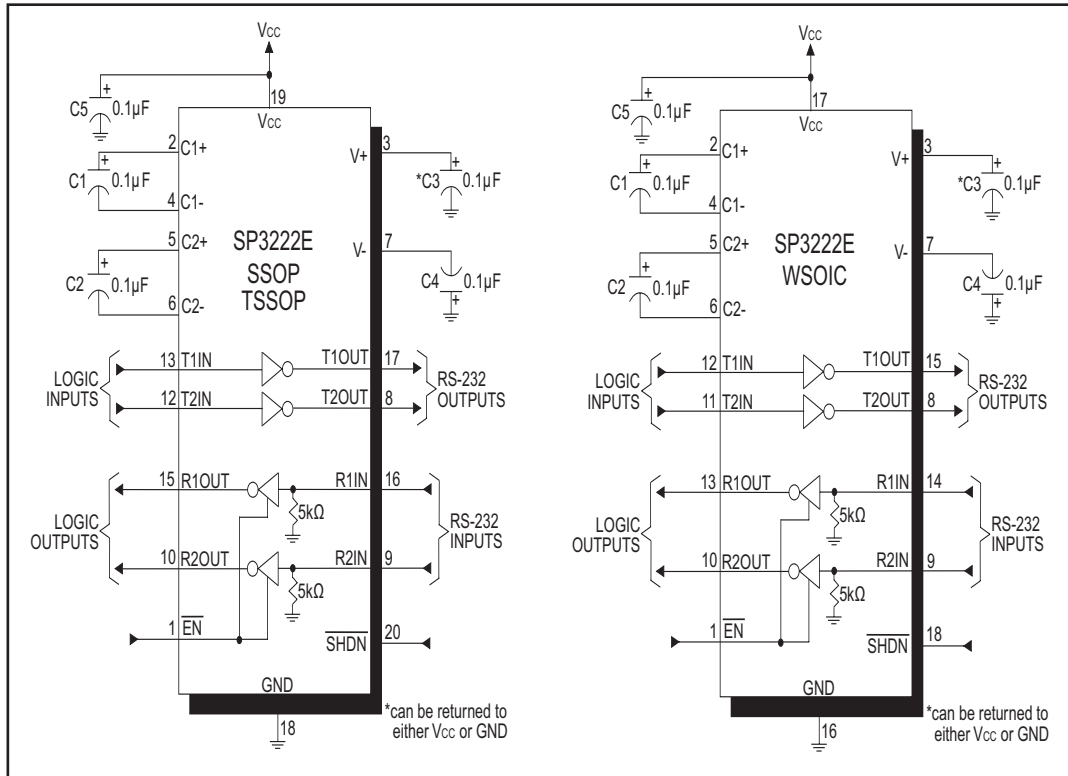 VCC
C5
+
0.1µF
19
VCC
2
C1+
C1
+
0.1µF
4
C1-
5
C2+
C2
+
0.1µF
6
C2-
3
V+
*C3
+
0.1µF
7
V-
C4
0.1µF
+
SP3222E
SSOP
TSSOP
LOGIC
INPUTS
13
T1IN
T1OUT
17
12
T2IN
T2OUT
8
RS-232
OUTPUTS
LOGIC
OUTPUTS
15
R1OUT
R1IN
16
5kΩ
10
R2OUT
R2IN
9
5kΩ
RS-232
INPUTS
1
EN
SHDN
20
GND
18
*can be returned to
either VCC or GND
VCC
C5
+
0.1µF
17
VCC
2
C1+
C1
+
0.1µF
4
C1-
5
C2+
C2
+
0.1µF
6
C2-
3
V+
*C3
+
0.1µF
7
V-
C4
0.1µF
+
SP3222E
WSOIC
LOGIC
INPUTS
12
T1IN
T1OUT
15
11
T2IN
T2OUT
8
RS-232
OUTPUTS
LOGIC
OUTPUTS
13
R1OUT
R1IN
14
5kΩ
10
R2OUT
R2IN
9
5kΩ
RS-232
INPUTS
1
EN
SHDN
18
GND
16
*can be returned to
either VCC or GND